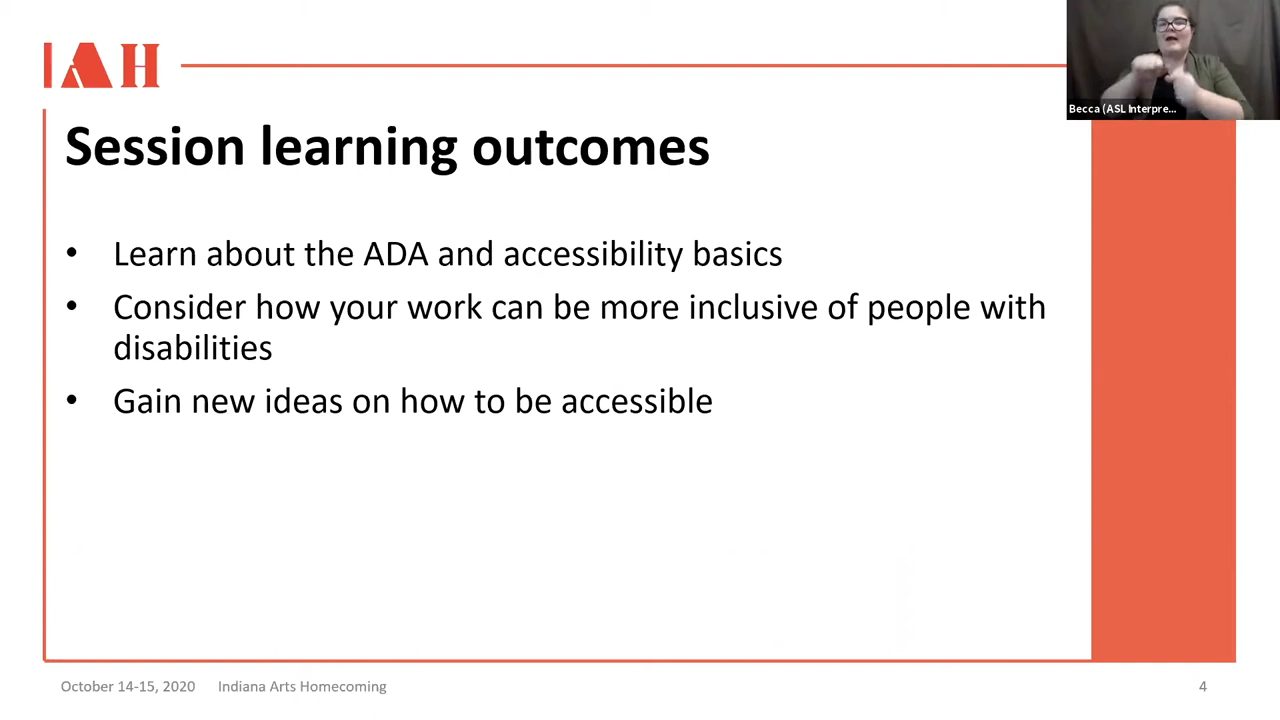 IAH
Becca (ASL Interpre...
Session learning outcomes
• Learn about the ADA and accessibility basics
• Consider how your work can be more inclusive of people with
disabilities
• Gain new ideas on how to be accessible
October 14-15, 2020 Indiana Arts Homecoming 4